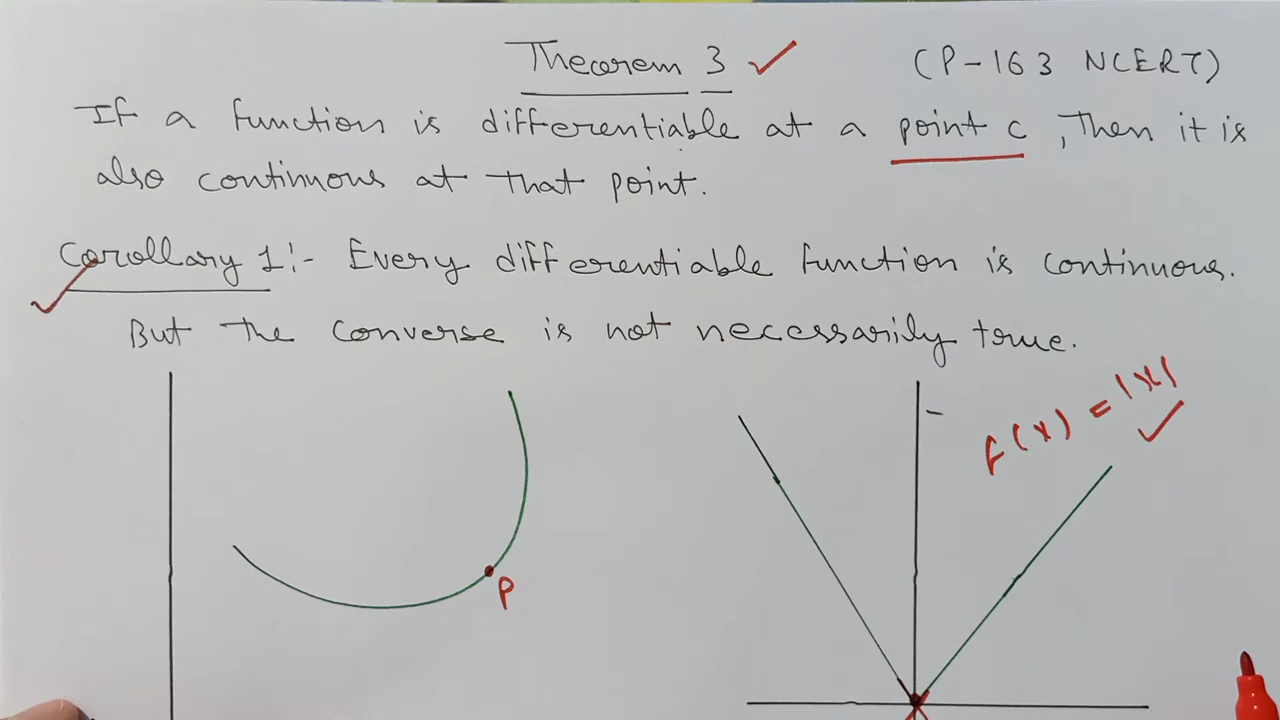 Theorem 3 (P-163 NCERT)
If a function is differentiable at a point c, Then it is
also continuous at that point.
Corollary 1:- Every differentiable function is continuous.
But the converse is not necessarily true.
f(x) = |x|
P